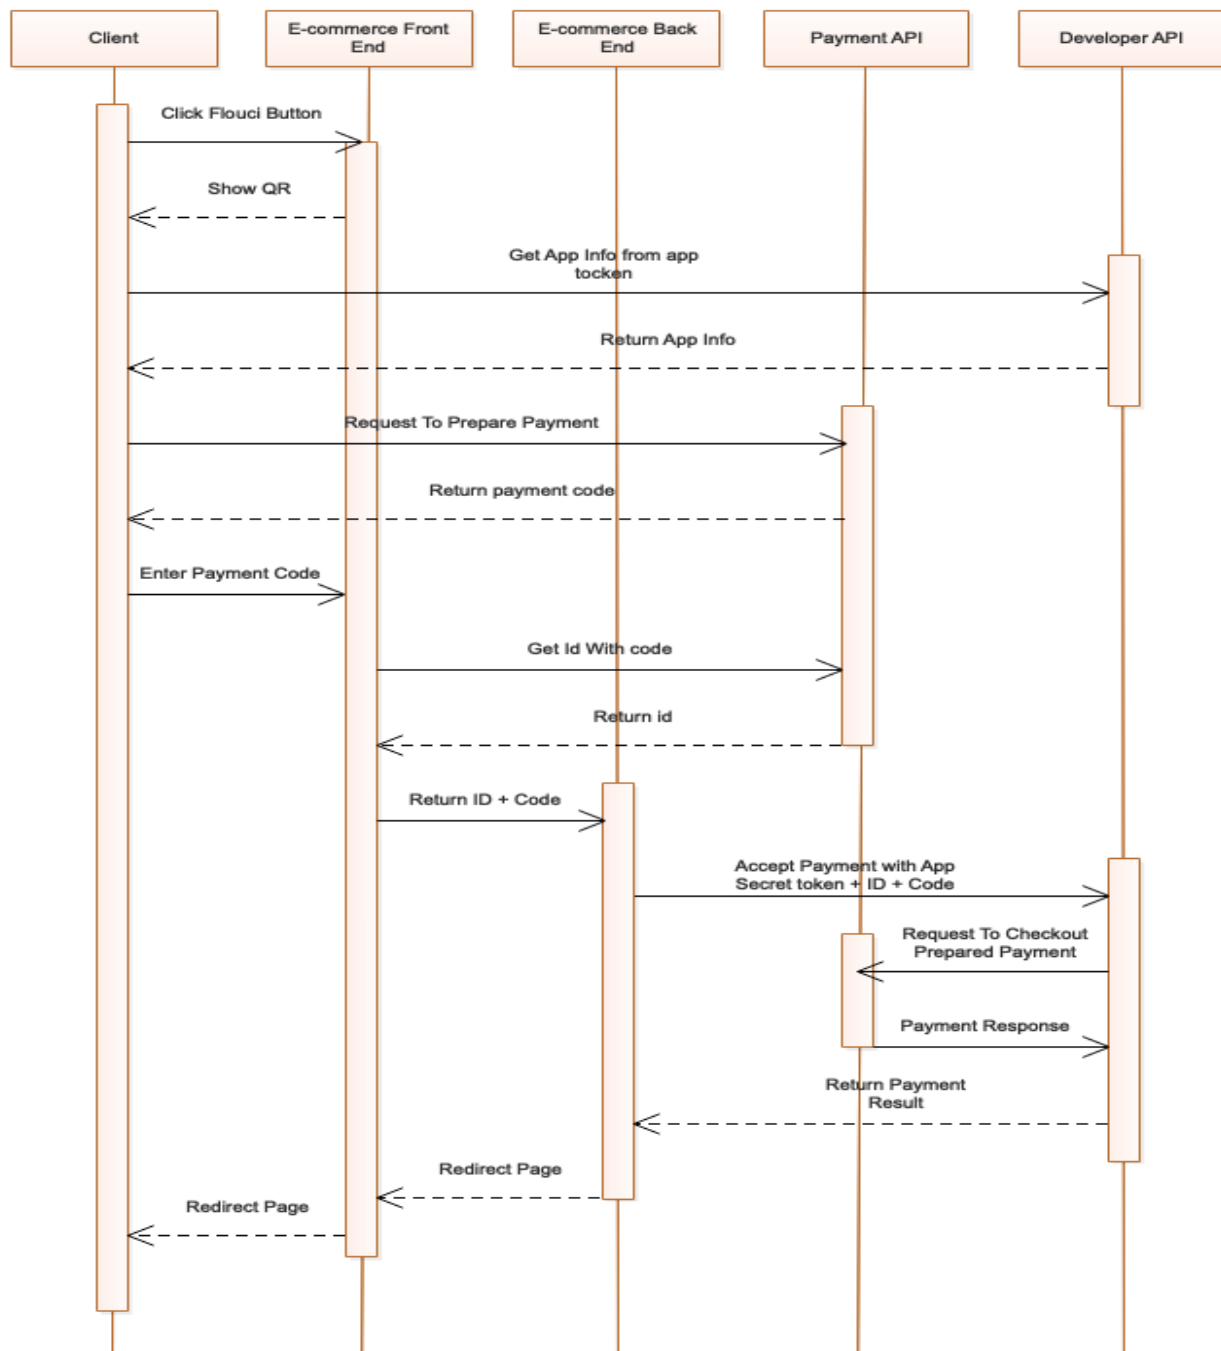 Client
E-commerce Front
End
E-commerce Back
End
Payment API
Developer API
Click Flouci Button
Show QR
Get App Info from app
tocken
Return App Info
Request To Prepare Payment
Return payment code
Enter Payment Code
Get Id With code
Return id
Return ID + Code
Accept Payment with App
Secret token + ID + Code
Request To Checkout
Prepared Payment
Payment Response
Return Payment
Result
Redirect Page
Redirect Page